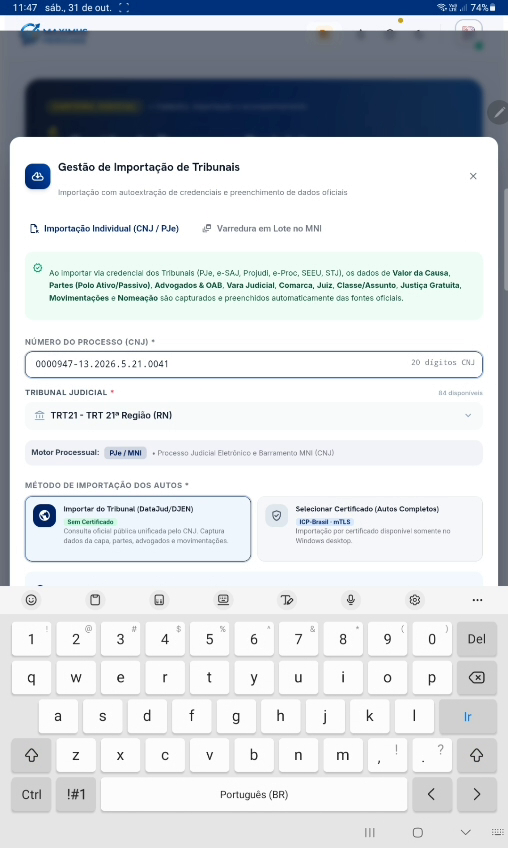 11:47 sáb., 31 de out.
74%
MAXIMUS
Gestão de Importação de Tribunais
Importação com autoextração de credenciais e preenchimento de dados oficiais
Importação Individual (CNJ / PJe)
Varredura em Lote no MNI
Ao importar via credencial dos Tribunais (PJe, e-SAJ, Projudi, e-Proc, SEEU, STJ), os dados de Valor da Causa,
Partes (Polo Ativo/Passivo), Advogados & OAB, Vara Judicial, Comarca, Juiz, Classe/Assunto, Justiça Gratuita,
Movimentações e Nomeação são capturados e preenchidos automaticamente das fontes oficiais.
NÚMERO DO PROCESSO (CNJ) *
0000947-13.2026.5.21.0041
20 dígitos CNJ
TRIBUNAL JUDICIAL *
84 disponíveis
TRT21 - TRT 21ª Região (RN)
Motor Processual: PJe / MNI • Processo Judicial Eletrônico e Barramento MNI (CNJ)
MÉTODO DE IMPORTAÇÃO DOS AUTOS *
Importar do Tribunal (DataJud/DJEN)
Sem Certificado
Consulta oficial pública unificada pelo CNJ. Captura
dados da capa, partes, advogados e movimentações.
Selecionar Certificado (Autos Completos)
ICP-Brasil · mTLS
Importação por certificado disponível somente no
Windows desktop.
! @ # $ % ^ & * ( )
1 2 3 4 5 6 7 8 9 0 Del
q w e r t y u i o p
a s d f g h j k l Ir
z x c v b n m , ! . ?
Ctrl !#1 Português (BR) < >